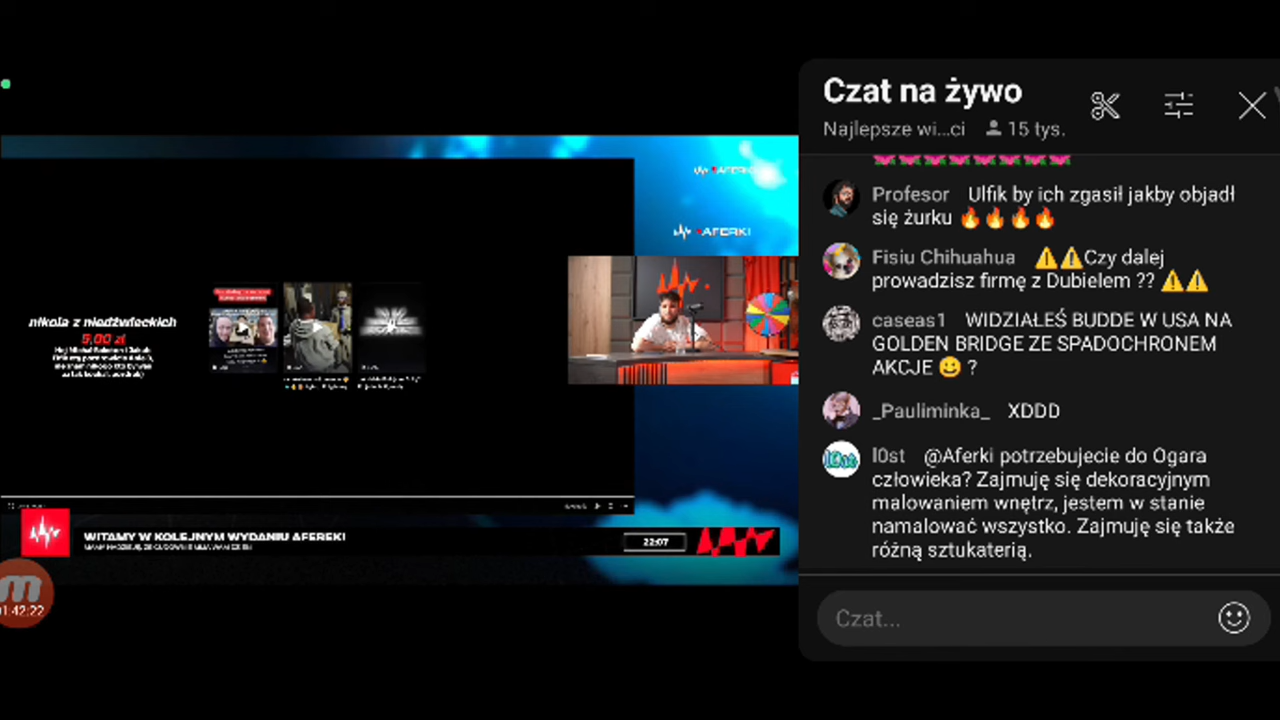 Czat na żywo
Najlepsze wi...ci 15 tys.
Profesor Ulfik by ich zgasił jakby objadł
się żurku 🔥🔥🔥🔥
Fisiu Chihuahua ⚠️⚠️Czy dalej
prowadzisz firmę z Dubielem ?? ⚠️⚠️
caseas1 WIDZIAŁEŚ BUDDE W USA NA
GOLDEN BRIDGE ZE SPADOCHRONEM
AKCJE 😀 ?
_Pauliminka_ XDDD
l0st @Aferki potrzebujecie do Ogara
człowieka? Zajmuję się dekoracyjnym
malowaniem wnętrz, jestem w stanie
namalować wszystko. Zajmuję się także
różną sztukaterią.
Czat...
AFERKI
AFERKI
nikola z niedźwieckich
5,00 zł
WITAMY W KOLEJNYM WYDANIU AFEREK!
22:07
01:42:22